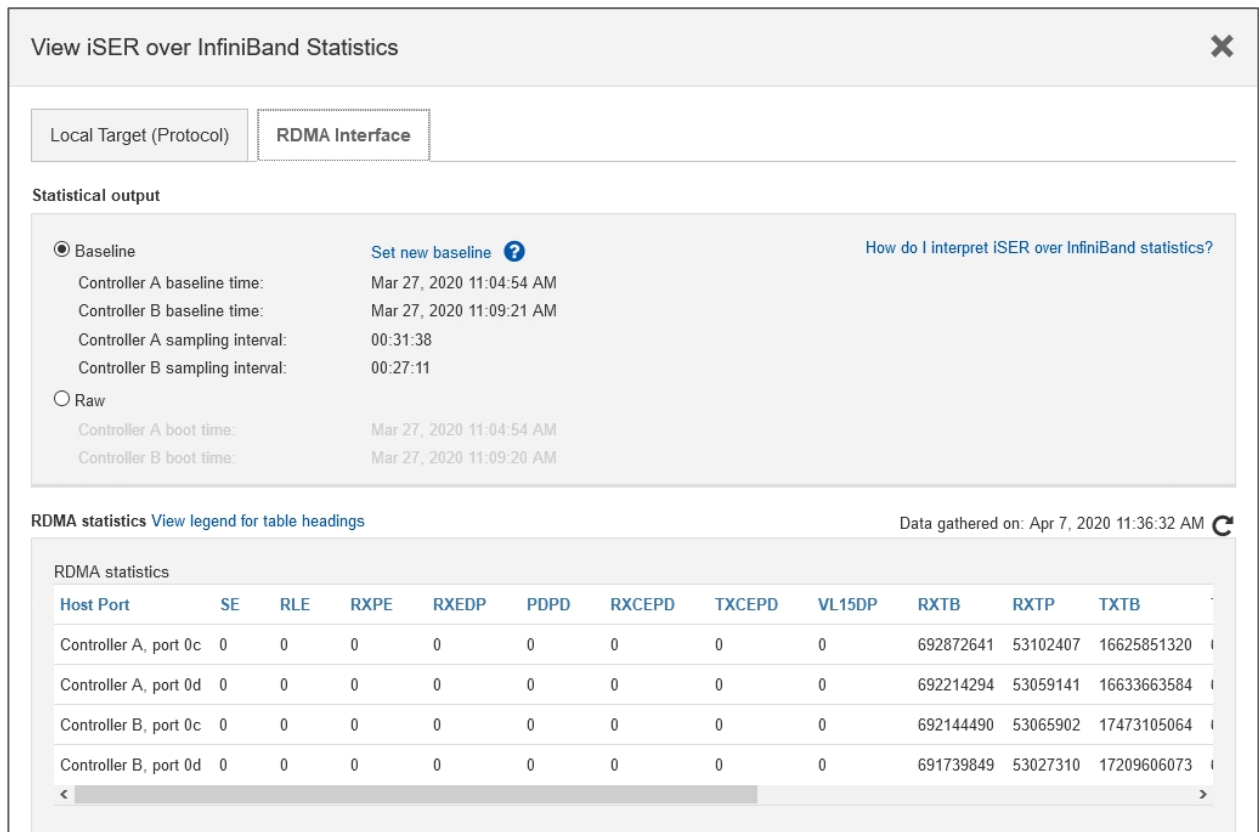 View iSER over InfiniBand Statistics
Local Target (Protocol) RDMA Interface
Statistical output
Baseline Set new baseline ? How do I interpret iSER over InfiniBand statistics?
Controller A baseline time: Mar 27, 2020 11:04:54 AM
Controller B baseline time: Mar 27, 2020 11:09:21 AM
Controller A sampling interval: 00:31:38
Controller B sampling interval: 00:27:11
Raw
Controller A boot time: Mar 27, 2020 11:04:54 AM
Controller B boot time: Mar 27, 2020 11:09:20 AM
RDMA statistics View legend for table headings Data gathered on: Apr 7, 2020 11:36:32 AM
RDMA statistics
Host Port SE RLE RXPE RXEDP PDPD RXCEPD TXCEPD VL15DP RXTB RXTP TXTB
Controller A, port 0c 0 0 0 0 0 0 0 0 692872641 53102407 16625851320
Controller A, port 0d 0 0 0 0 0 0 0 0 692214294 53059141 16633663584
Controller B, port 0c 0 0 0 0 0 0 0 0 692144490 53065902 17473105064
Controller B, port 0d 0 0 0 0 0 0 0 0 691739849 53027310 17209606073